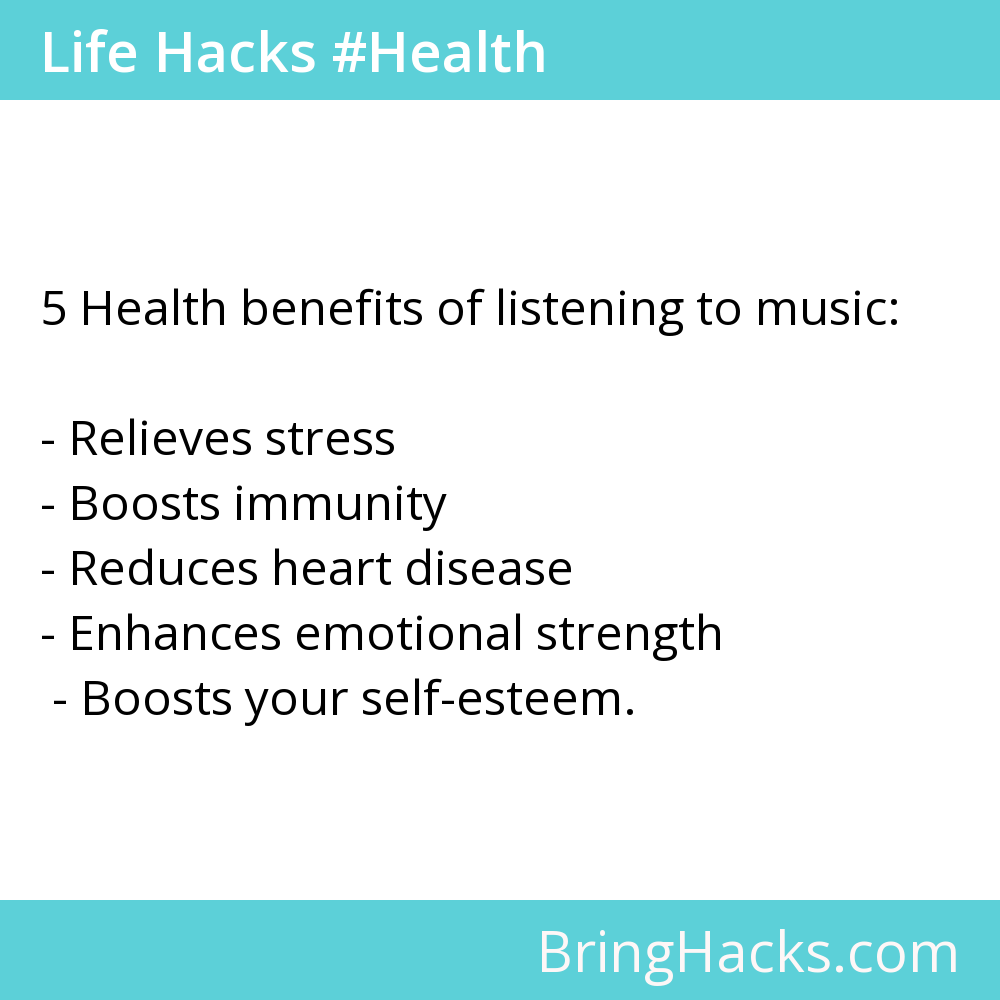 Life Hacks #Health
5 Health benefits of listening to music:
- Relieves stress
- Boosts immunity
- Reduces heart disease
- Enhances emotional strength
- Boosts your self-esteem.
BringHacks.com